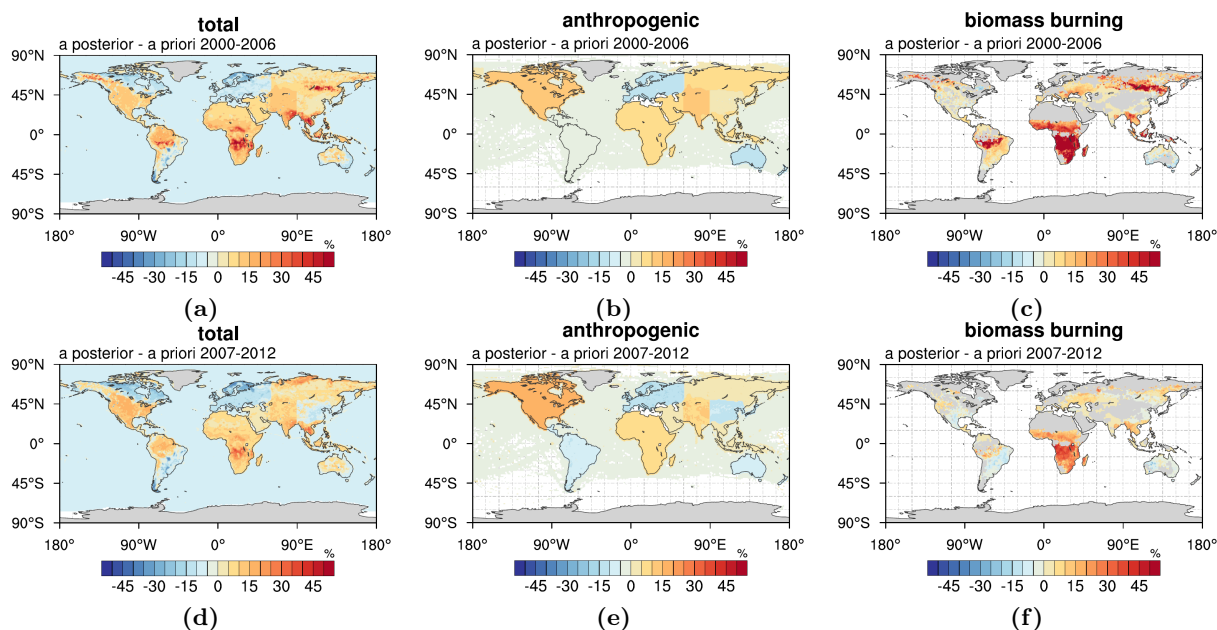 total
a posterior - a priori 2000-2006
90°N
45°N
0°
45°S
90°S
180° 90°W 0° 90°E 180°
%
-45 -30 -15 0 15 30 45
(a)
anthropogenic
a posterior - a priori 2000-2006
90°N
45°N
0°
45°S
90°S
180° 90°W 0° 90°E 180°
%
-45 -30 -15 0 15 30 45
(b)
biomass burning
a posterior - a priori 2000-2006
90°N
45°N
0°
45°S
90°S
180° 90°W 0° 90°E 180°
%
-45 -30 -15 0 15 30 45
(c)
total
a posterior - a priori 2007-2012
90°N
45°N
0°
45°S
90°S
180° 90°W 0° 90°E 180°
%
-45 -30 -15 0 15 30 45
(d)
anthropogenic
a posterior - a priori 2007-2012
90°N
45°N
0°
45°S
90°S
180° 90°W 0° 90°E 180°
%
-45 -30 -15 0 15 30 45
(e)
biomass burning
a posterior - a priori 2007-2012
90°N
45°N
0°
45°S
90°S
180° 90°W 0° 90°E 180°
%
-45 -30 -15 0 15 30 45
(f)